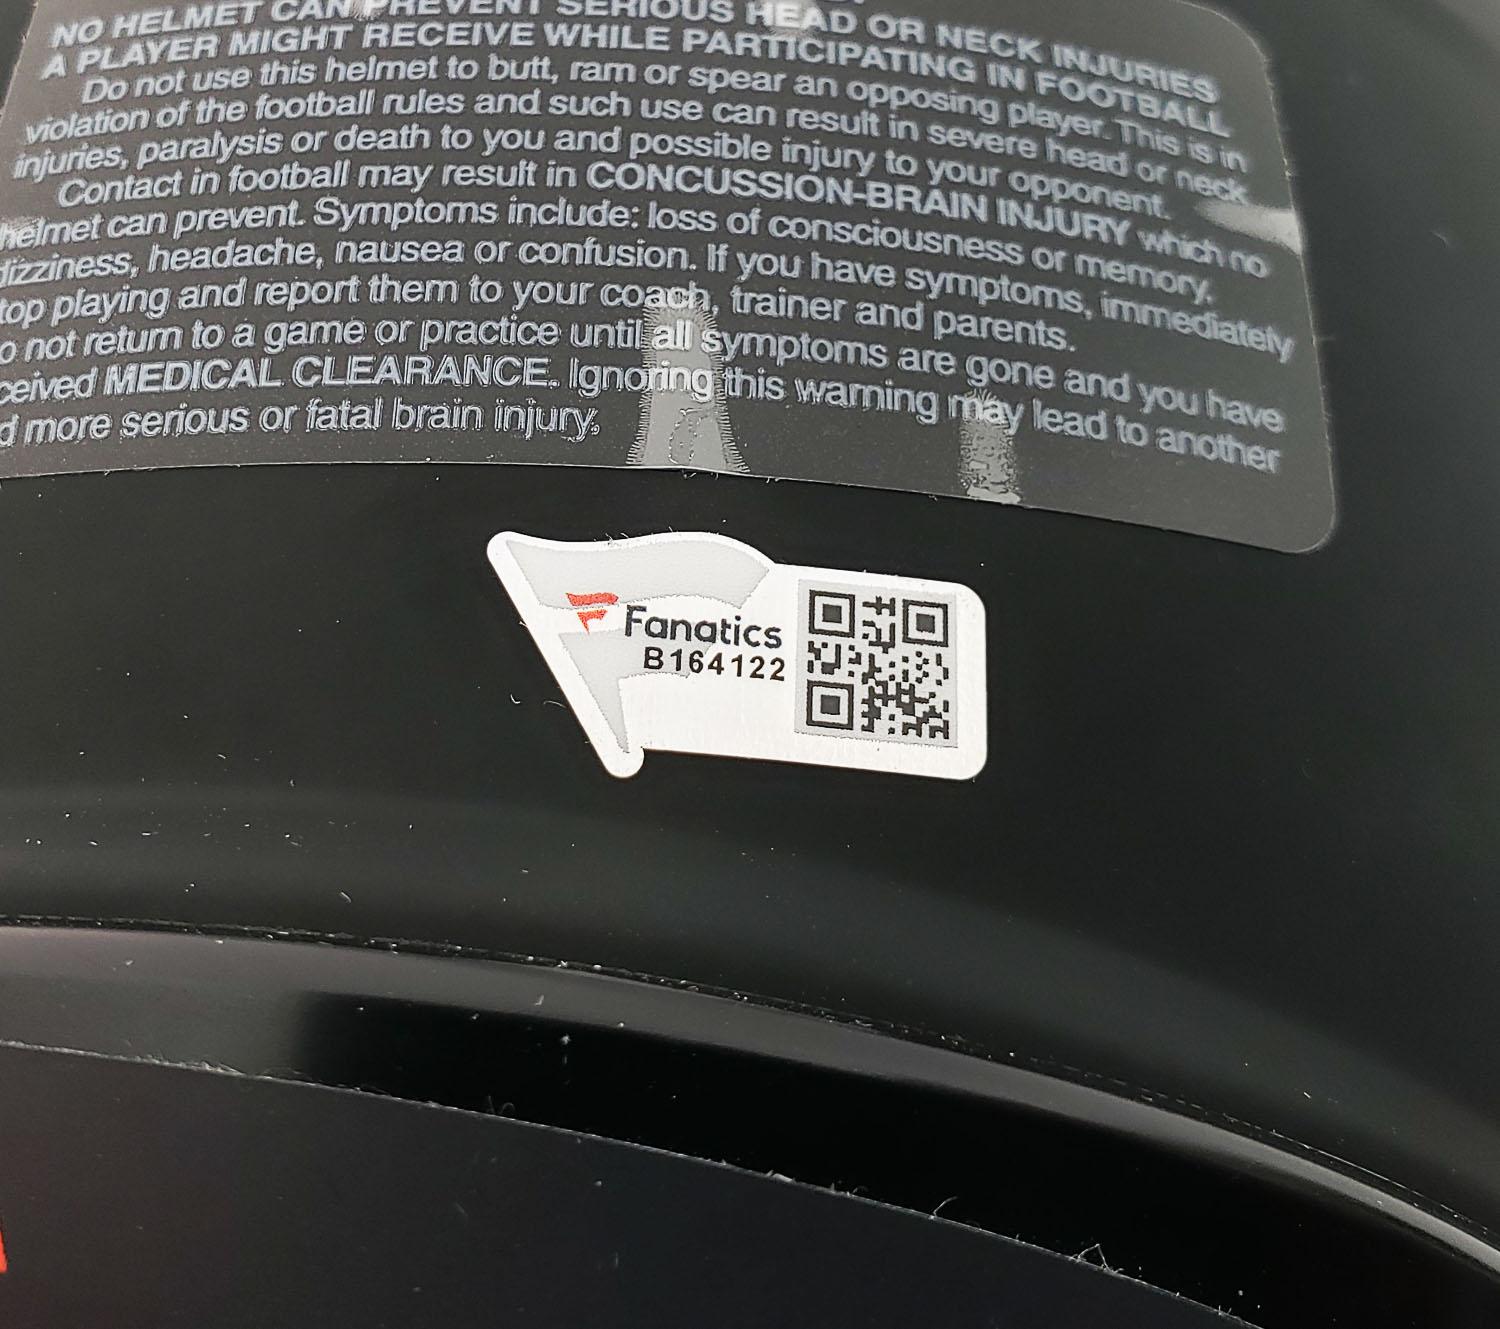 NO HELMET CAN PREVENT SERIOUS HEAD OR NECK INJURIES
A PLAYER MIGHT RECEIVE WHILE PARTICIPATING IN FOOTBALL
Do not use this helmet to butt, ram or spear an opposing player. This is in
violation of the football rules and such use can result in severe head or neck
injuries, paralysis or death to you and possible injury to your opponent.
Contact in football may result in CONCUSSION-BRAIN INJURY which no
helmet can prevent. Symptoms include: loss of consciousness or memory.
dizziness, headache, nausea or confusion. If you have symptoms, immediately
top playing and report them to your coach, trainer and parents.
o not return to a game or practice until all symptoms are gone and you have
ceived MEDICAL CLEARANCE. Ignoring this warning may lead to another
d more serious or fatal brain injury.
Fanatics
B164122